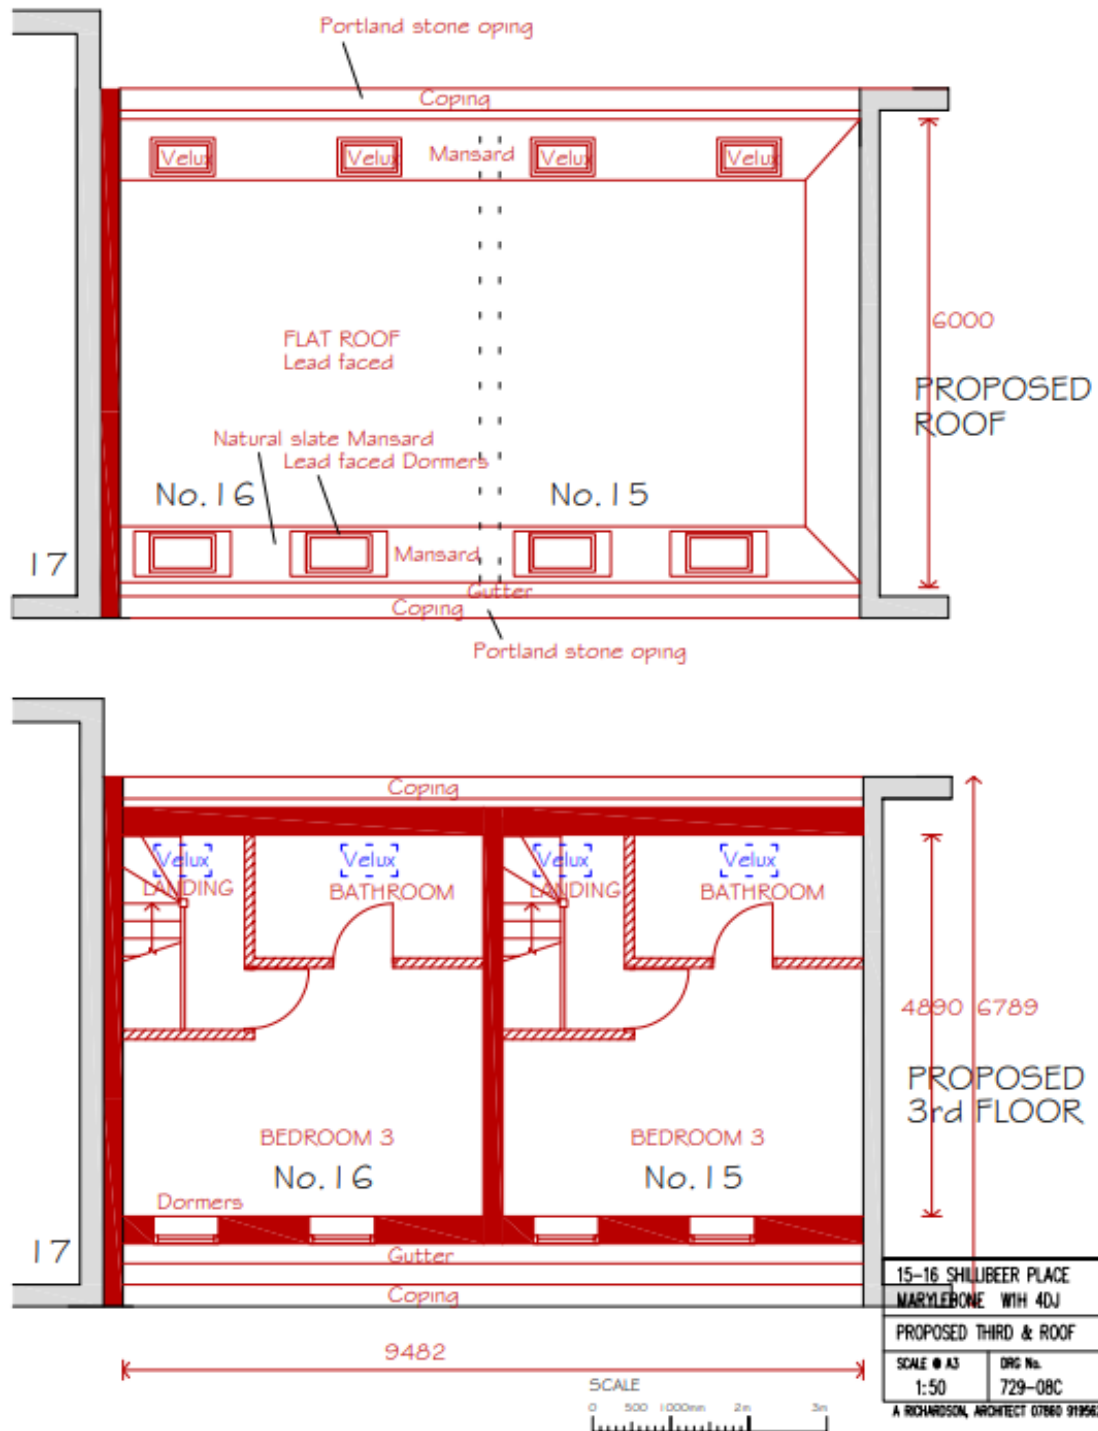 Portland stone oping
Coping
Velux
Velux
Mansard
Velux
Velux
6000
FLAT ROOF
Lead faced
PROPOSED
ROOF
Natural slate Mansard
Lead faced Dormers
No.16
No.15
17
Mansard
Gutter
Coping
Portland stone oping
Coping
Velux
Velux
Velux
Velux
LANDING
BATHROOM
LANDING
BATHROOM
4890
6789
PROPOSED
3rd FLOOR
BEDROOM 3
No.16
BEDROOM 3
No.15
Dormers
17
Gutter
Coping
15-16 SHILLIBEER PLACE
MARYLEBONE W1H 4DJ
PROPOSED THIRD & ROOF
SCALE @ A3
1:50
DRG No.
729-08C
A RICHARDSON, ARCHITECT 07860 919562
9482
SCALE
0 500 1000mm 2m 3m